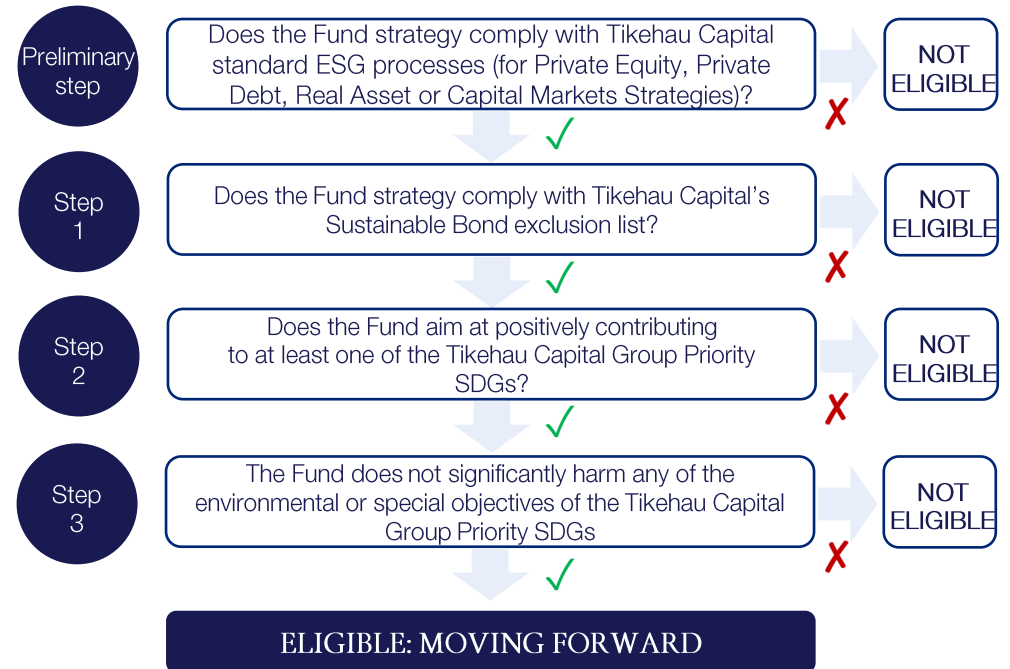 Preliminary
step
Does the Fund strategy comply with Tikehau Capital
standard ESG processes (for Private Equity, Private
Debt, Real Asset or Capital Markets Strategies)?
NOT
ELIGIBLE
Step
1
Does the Fund strategy comply with Tikehau Capital's
Sustainable Bond exclusion list?
NOT
ELIGIBLE
Step
2
Does the Fund aim at positively contributing
to at least one of the Tikehau Capital Group Priority
SDGs?
NOT
ELIGIBLE
Step
3
The Fund does not significantly harm any of the
environmental or special objectives of the Tikehau Capital
Group Priority SDGs
NOT
ELIGIBLE
ELIGIBLE: MOVING FORWARD